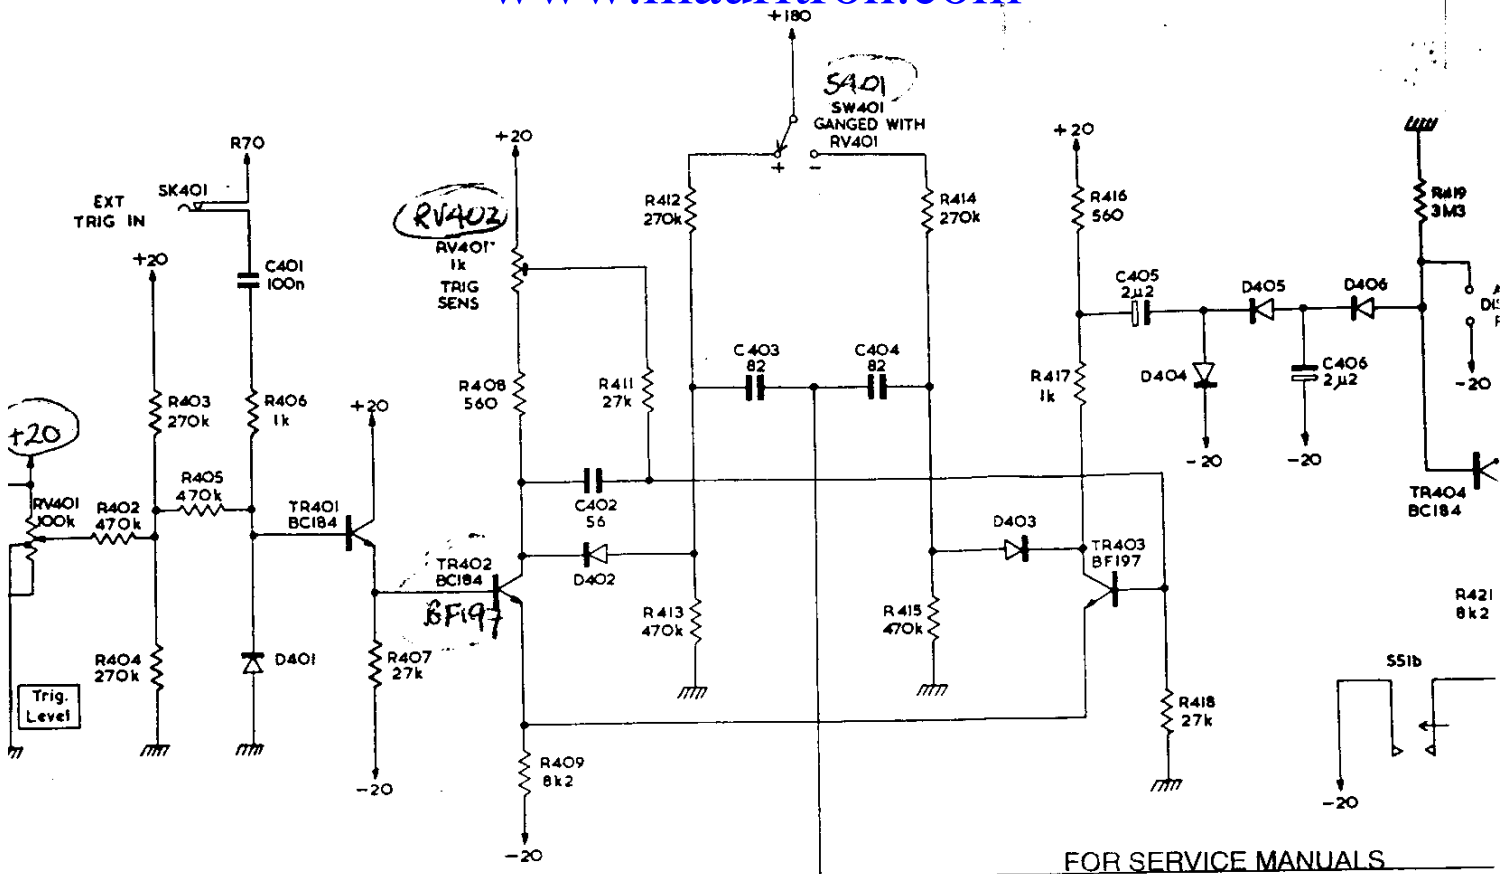 www.mauritron.com
+180
SA01
SW401
GANGED WITH
RV401
+
-
R70
SK401
EXT
TRIG IN
C401
100n
+20
+20
RV402
RV401
1k
TRIG
SENS
R412
270k
R414
270k
+20
R416
560
R419
3M3
C405
2µ2
D405
D406
A
DIS
-20
D404
C406
2µ2
-20
-20
C403
82
C404
82
R408
560
R411
27k
R417
1k
R403
270k
R406
1k
+20
+20
R405
470k
RV401
100k
R402
470k
TR401
BC184
C402
56
TR402
BC184
BF197
D402
D403
TR403
BF197
TR404
BC184
R413
470k
R415
470k
R421
8k2
R404
270k
D401
R407
27k
Trig.
Level
R418
27k
S51b
-20
R409
8k2
-20
-20
FOR SERVICE MANUALS